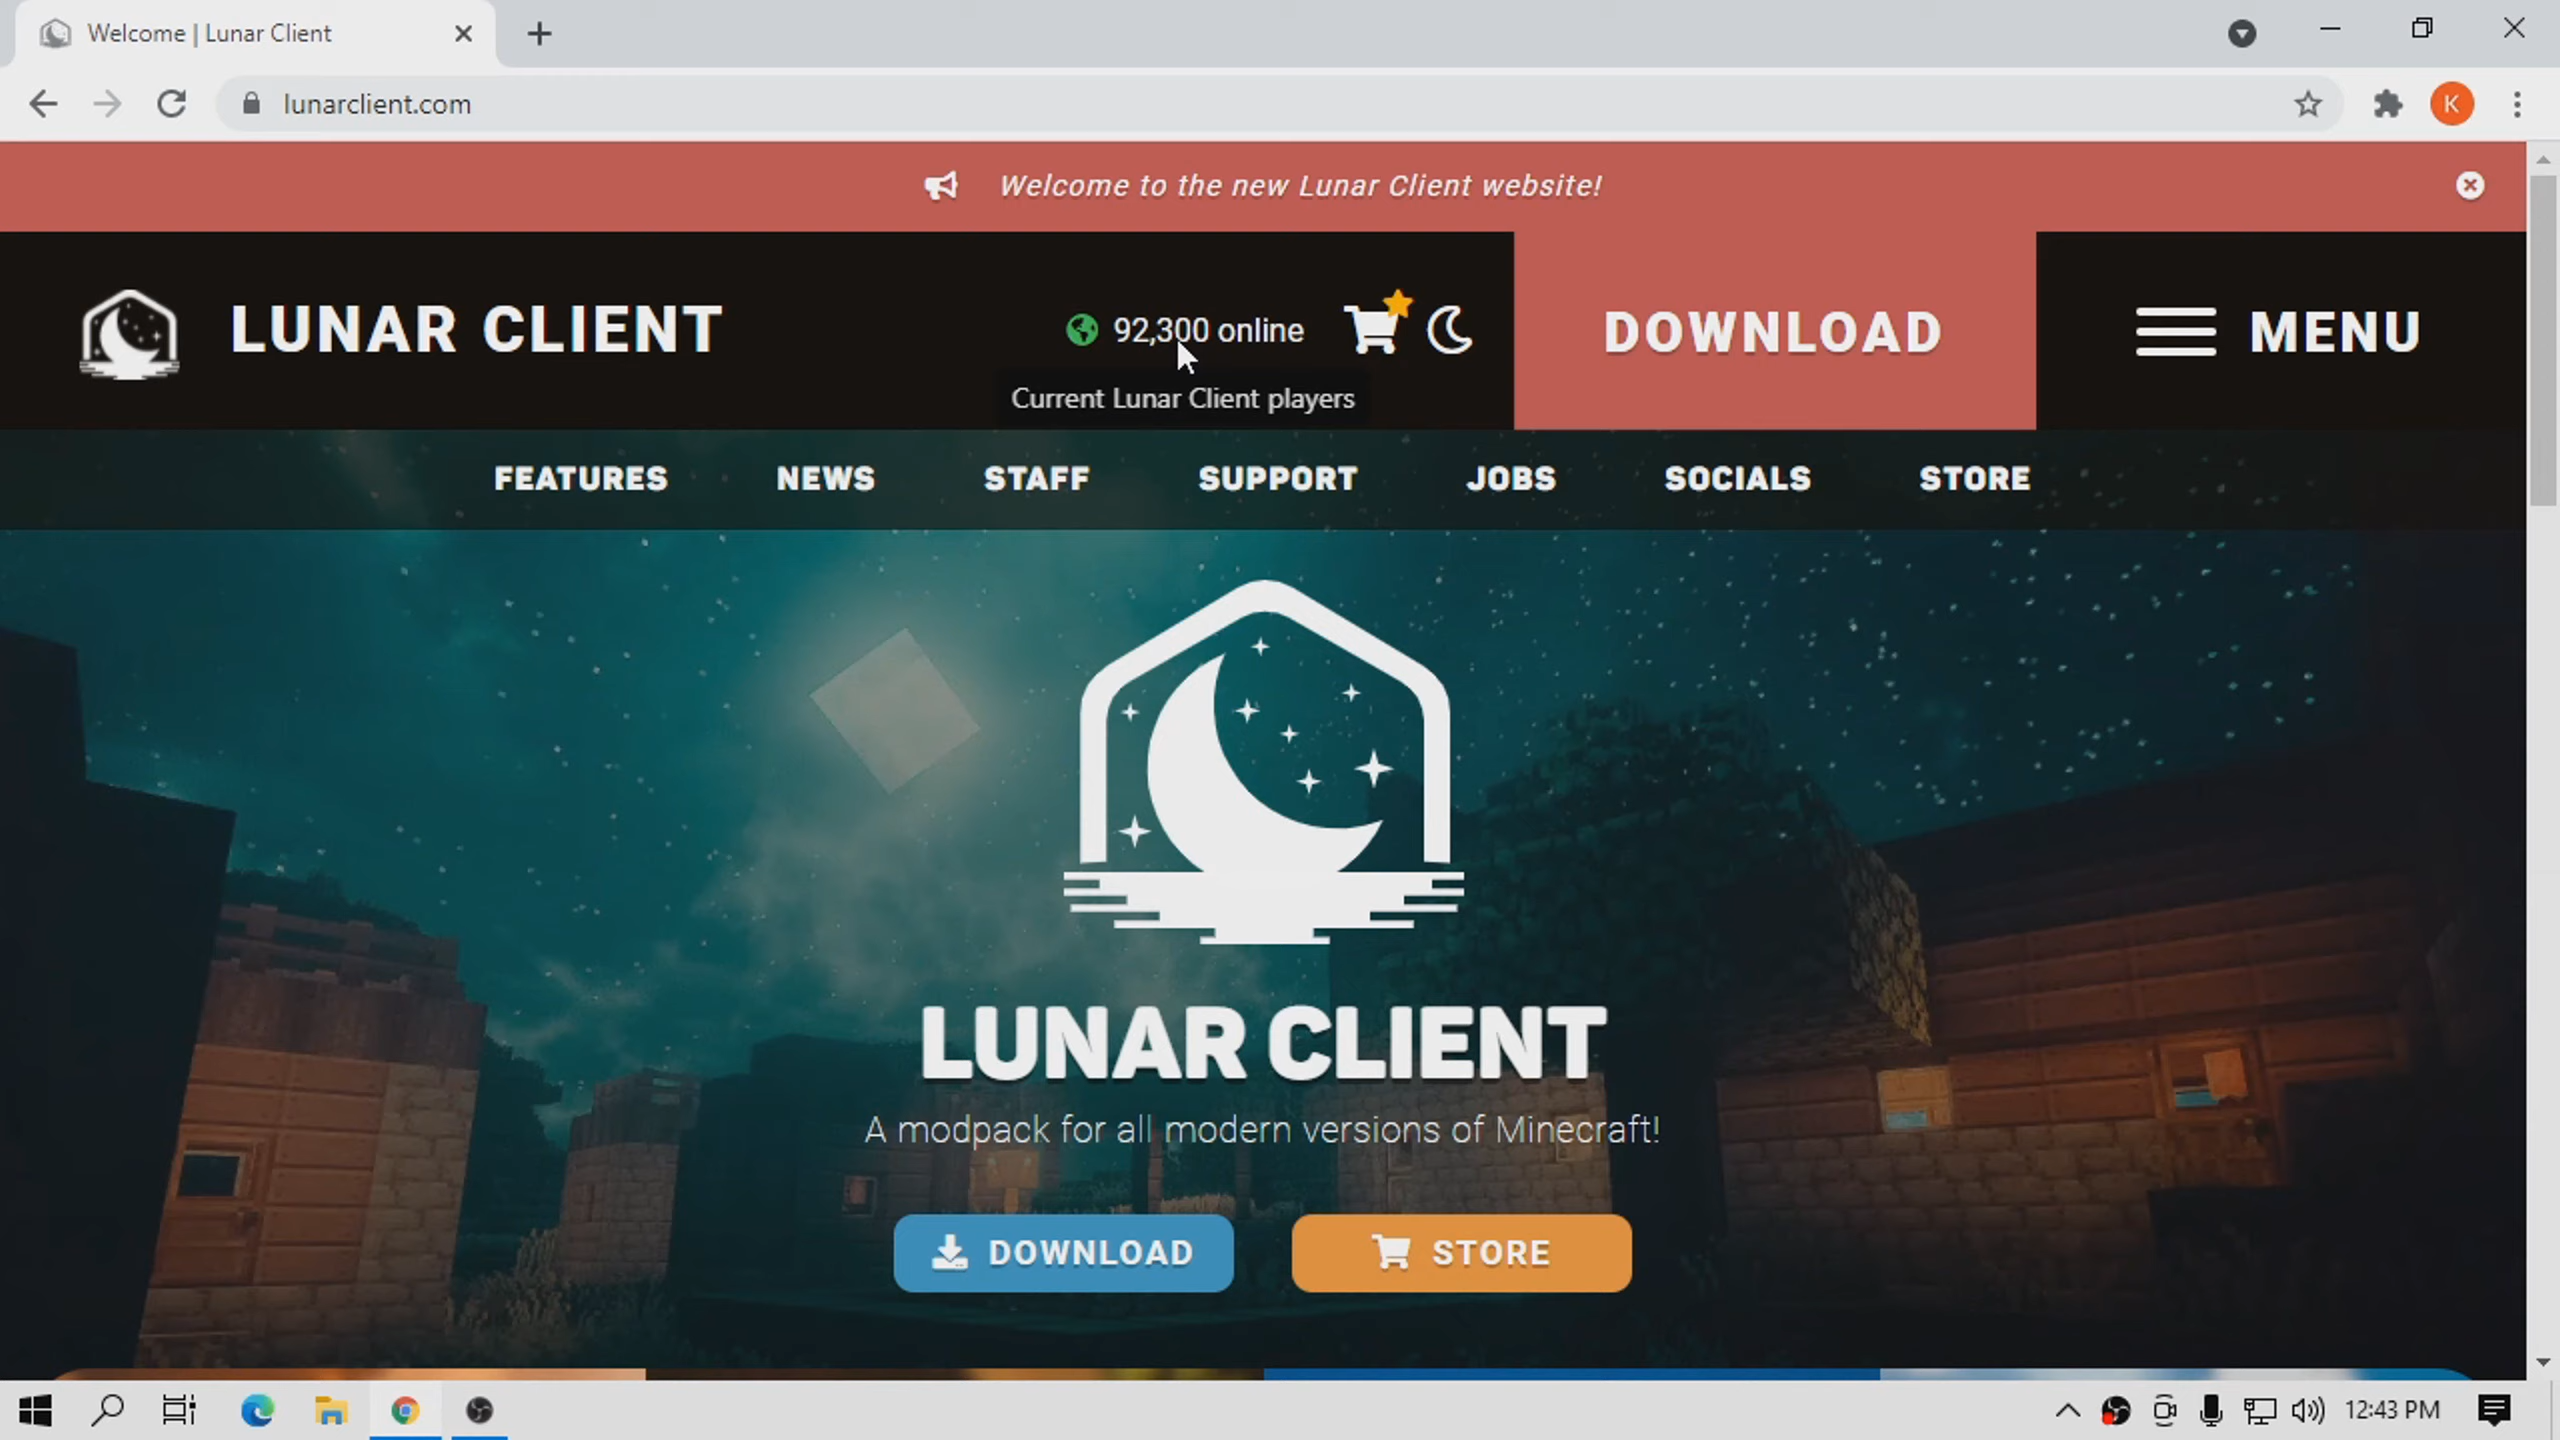 Welcome | Lunar Client
lunarclient.com
K
Welcome to the new Lunar Client website!
LUNAR CLIENT
92,300 online
DOWNLOAD
MENU
Current Lunar Client players
FEATURES
NEWS
STAFF
SUPPORT
JOBS
SOCIALS
STORE
LUNAR CLIENT
A modpack for all modern versions of Minecraft!
DOWNLOAD
STORE
12:43 PM